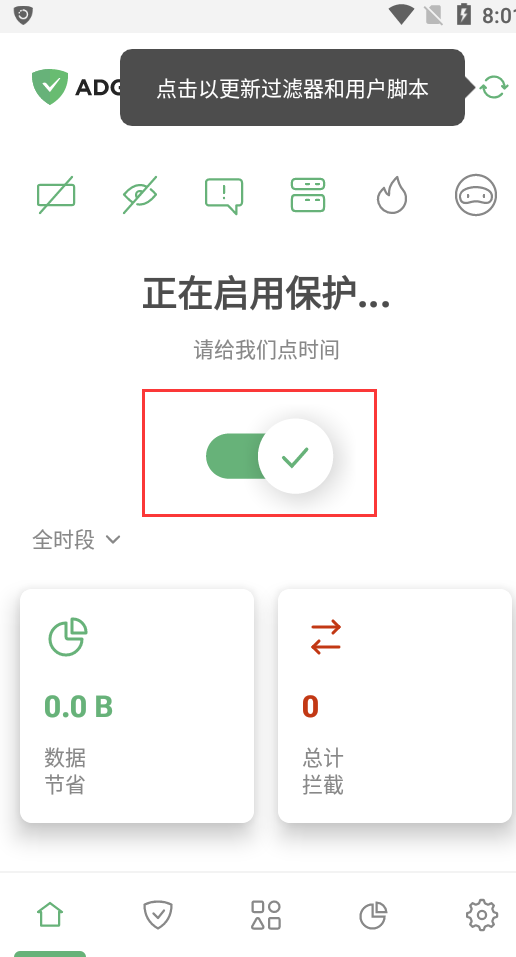 8:01
ADG
点击以更新过滤器和用户脚本
正在启用保护...
请给我们点时间
全时段
0.0 B
数据
节省
0
总计
拦截